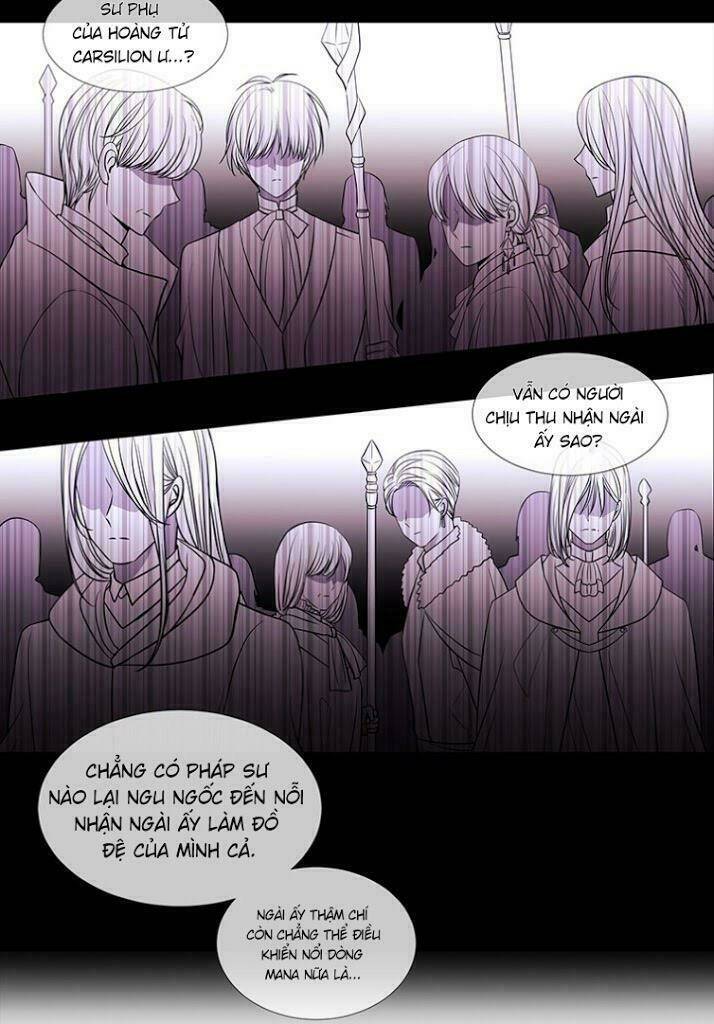 SƯ PHỤ
CỦA HOÀNG TỬ
CARSILION Ư...?
VẪN CÓ NGƯỜI
CHỊU THU NHẬN NGÀI
ẤY SAO?
CHẲNG CÓ PHÁP SƯ
NÀO LẠI NGU NGỐC ĐẾN NỖI
NHẬN NGÀI ẤY LÀM ĐỒ
ĐỆ CỦA MÌNH CẢ.
NGÀI ẤY THẬM CHÍ
CÒN CHẲNG THỂ ĐIỀU
KHIỂN NỔI DÒNG
MANA NỮA LÀ...